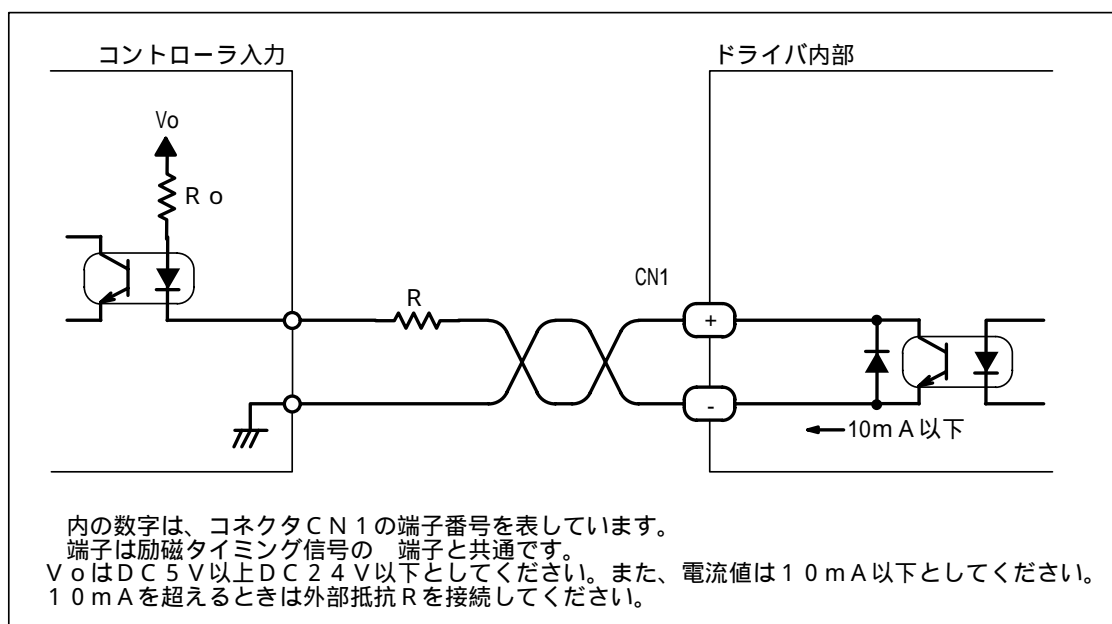 コントローラ入力
ドライバ内部
Vo
Ro
CN1
R
+
-
10mA以下
内の数字は、コネクタCN1の端子番号を表しています。
端子は励磁タイミング信号の 端子と共通です。
VoはDC5V以上DC24V以下としてください。また、電流値は10mA以下としてください。
10mAを超えるときは外部抵抗Rを接続してください。